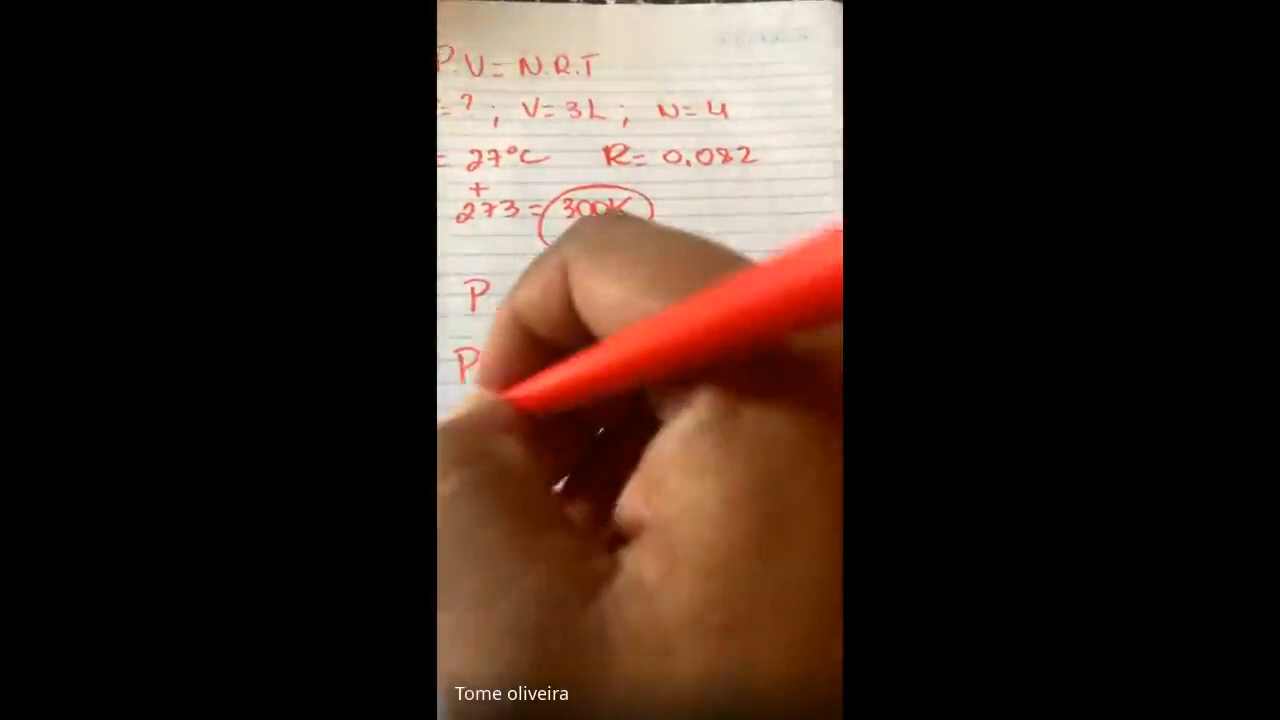 P.V = N.R.T
= ? ; V = 3L ; N = 4
= 27°C R = 0.082
+
273 = 300K
P.
P
Tome oliveira